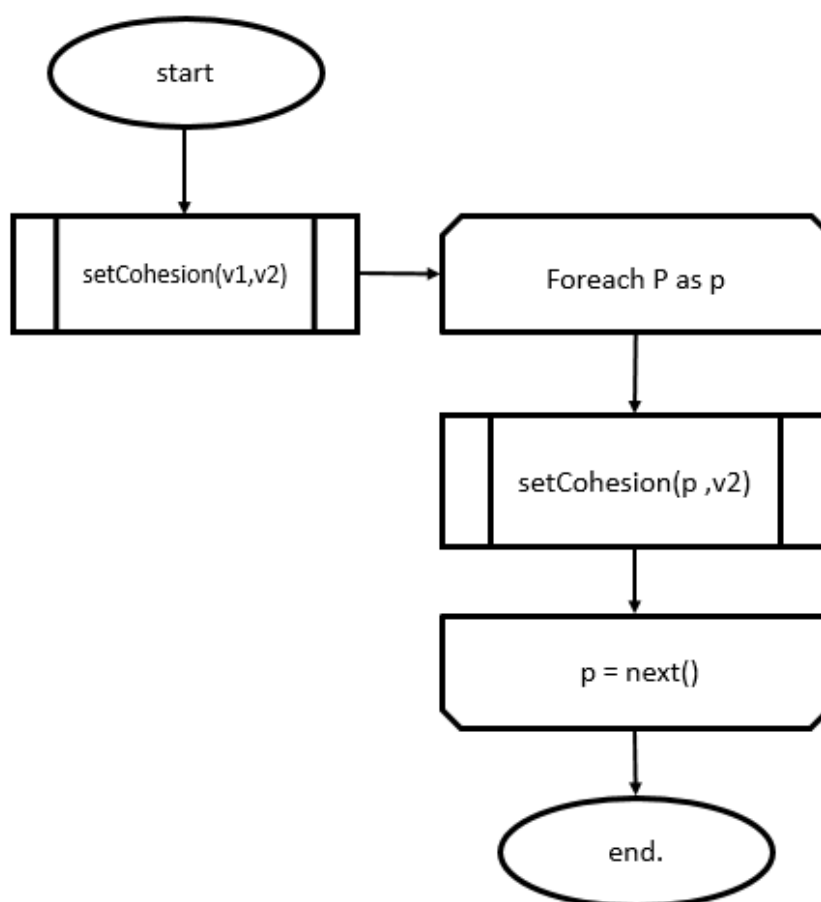 start
setCohesion(v1,v2)
Foreach P as p
setCohesion(p ,v2)
p = next()
end.